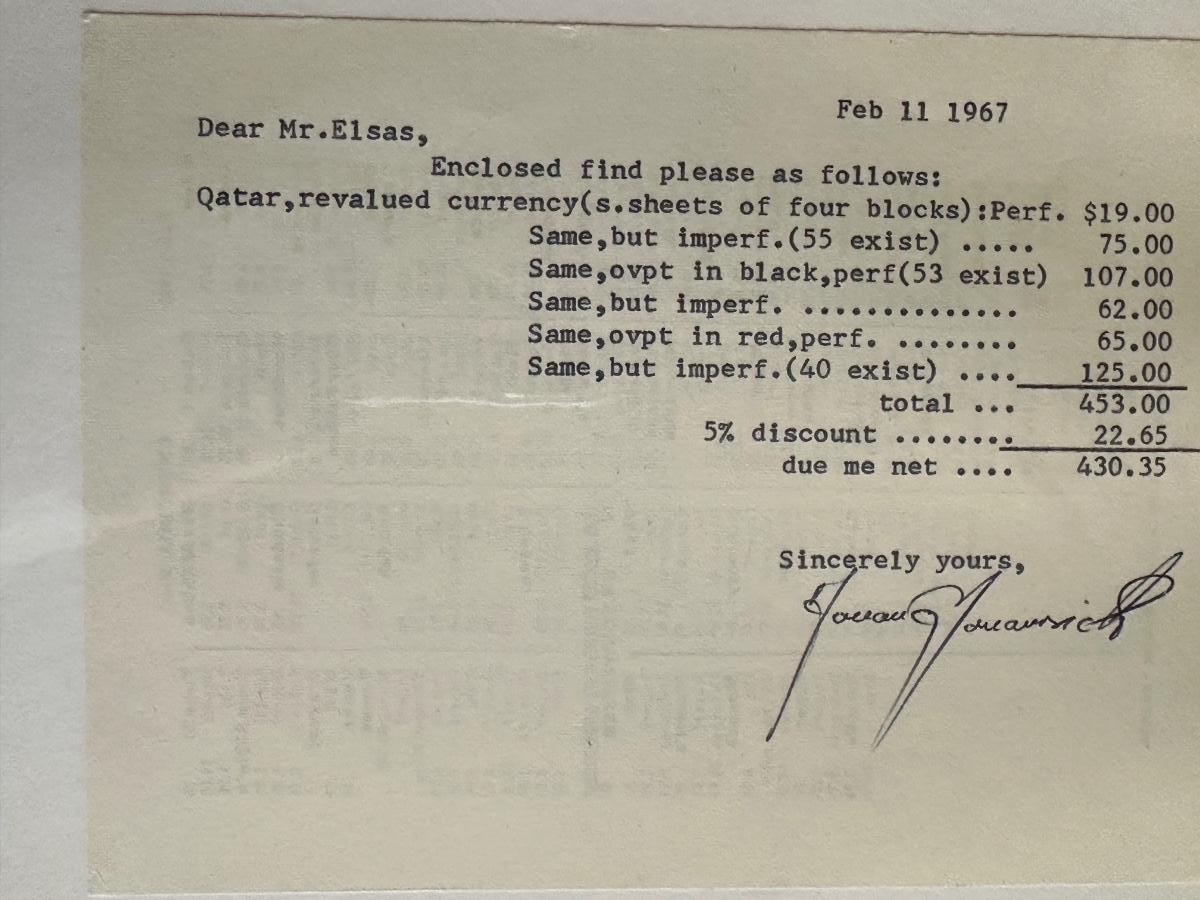 Feb 11 1967
Dear Mr.Elsas,
Enclosed find please as follows:
Qatar,revalued currency(s.sheets of four blocks):Perf. $19.00
Same,but imperf.(55 exist) ..... 75.00
Same,ovpt in black,perf(53 exist) 107.00
Same,but imperf. .............. 62.00
Same,ovpt in red,perf. ........ 65.00
Same,but imperf.(40 exist) .... 125.00
total ... 453.00
5% discount ........ 22.65
due me net .... 430.35
Sincerely yours,